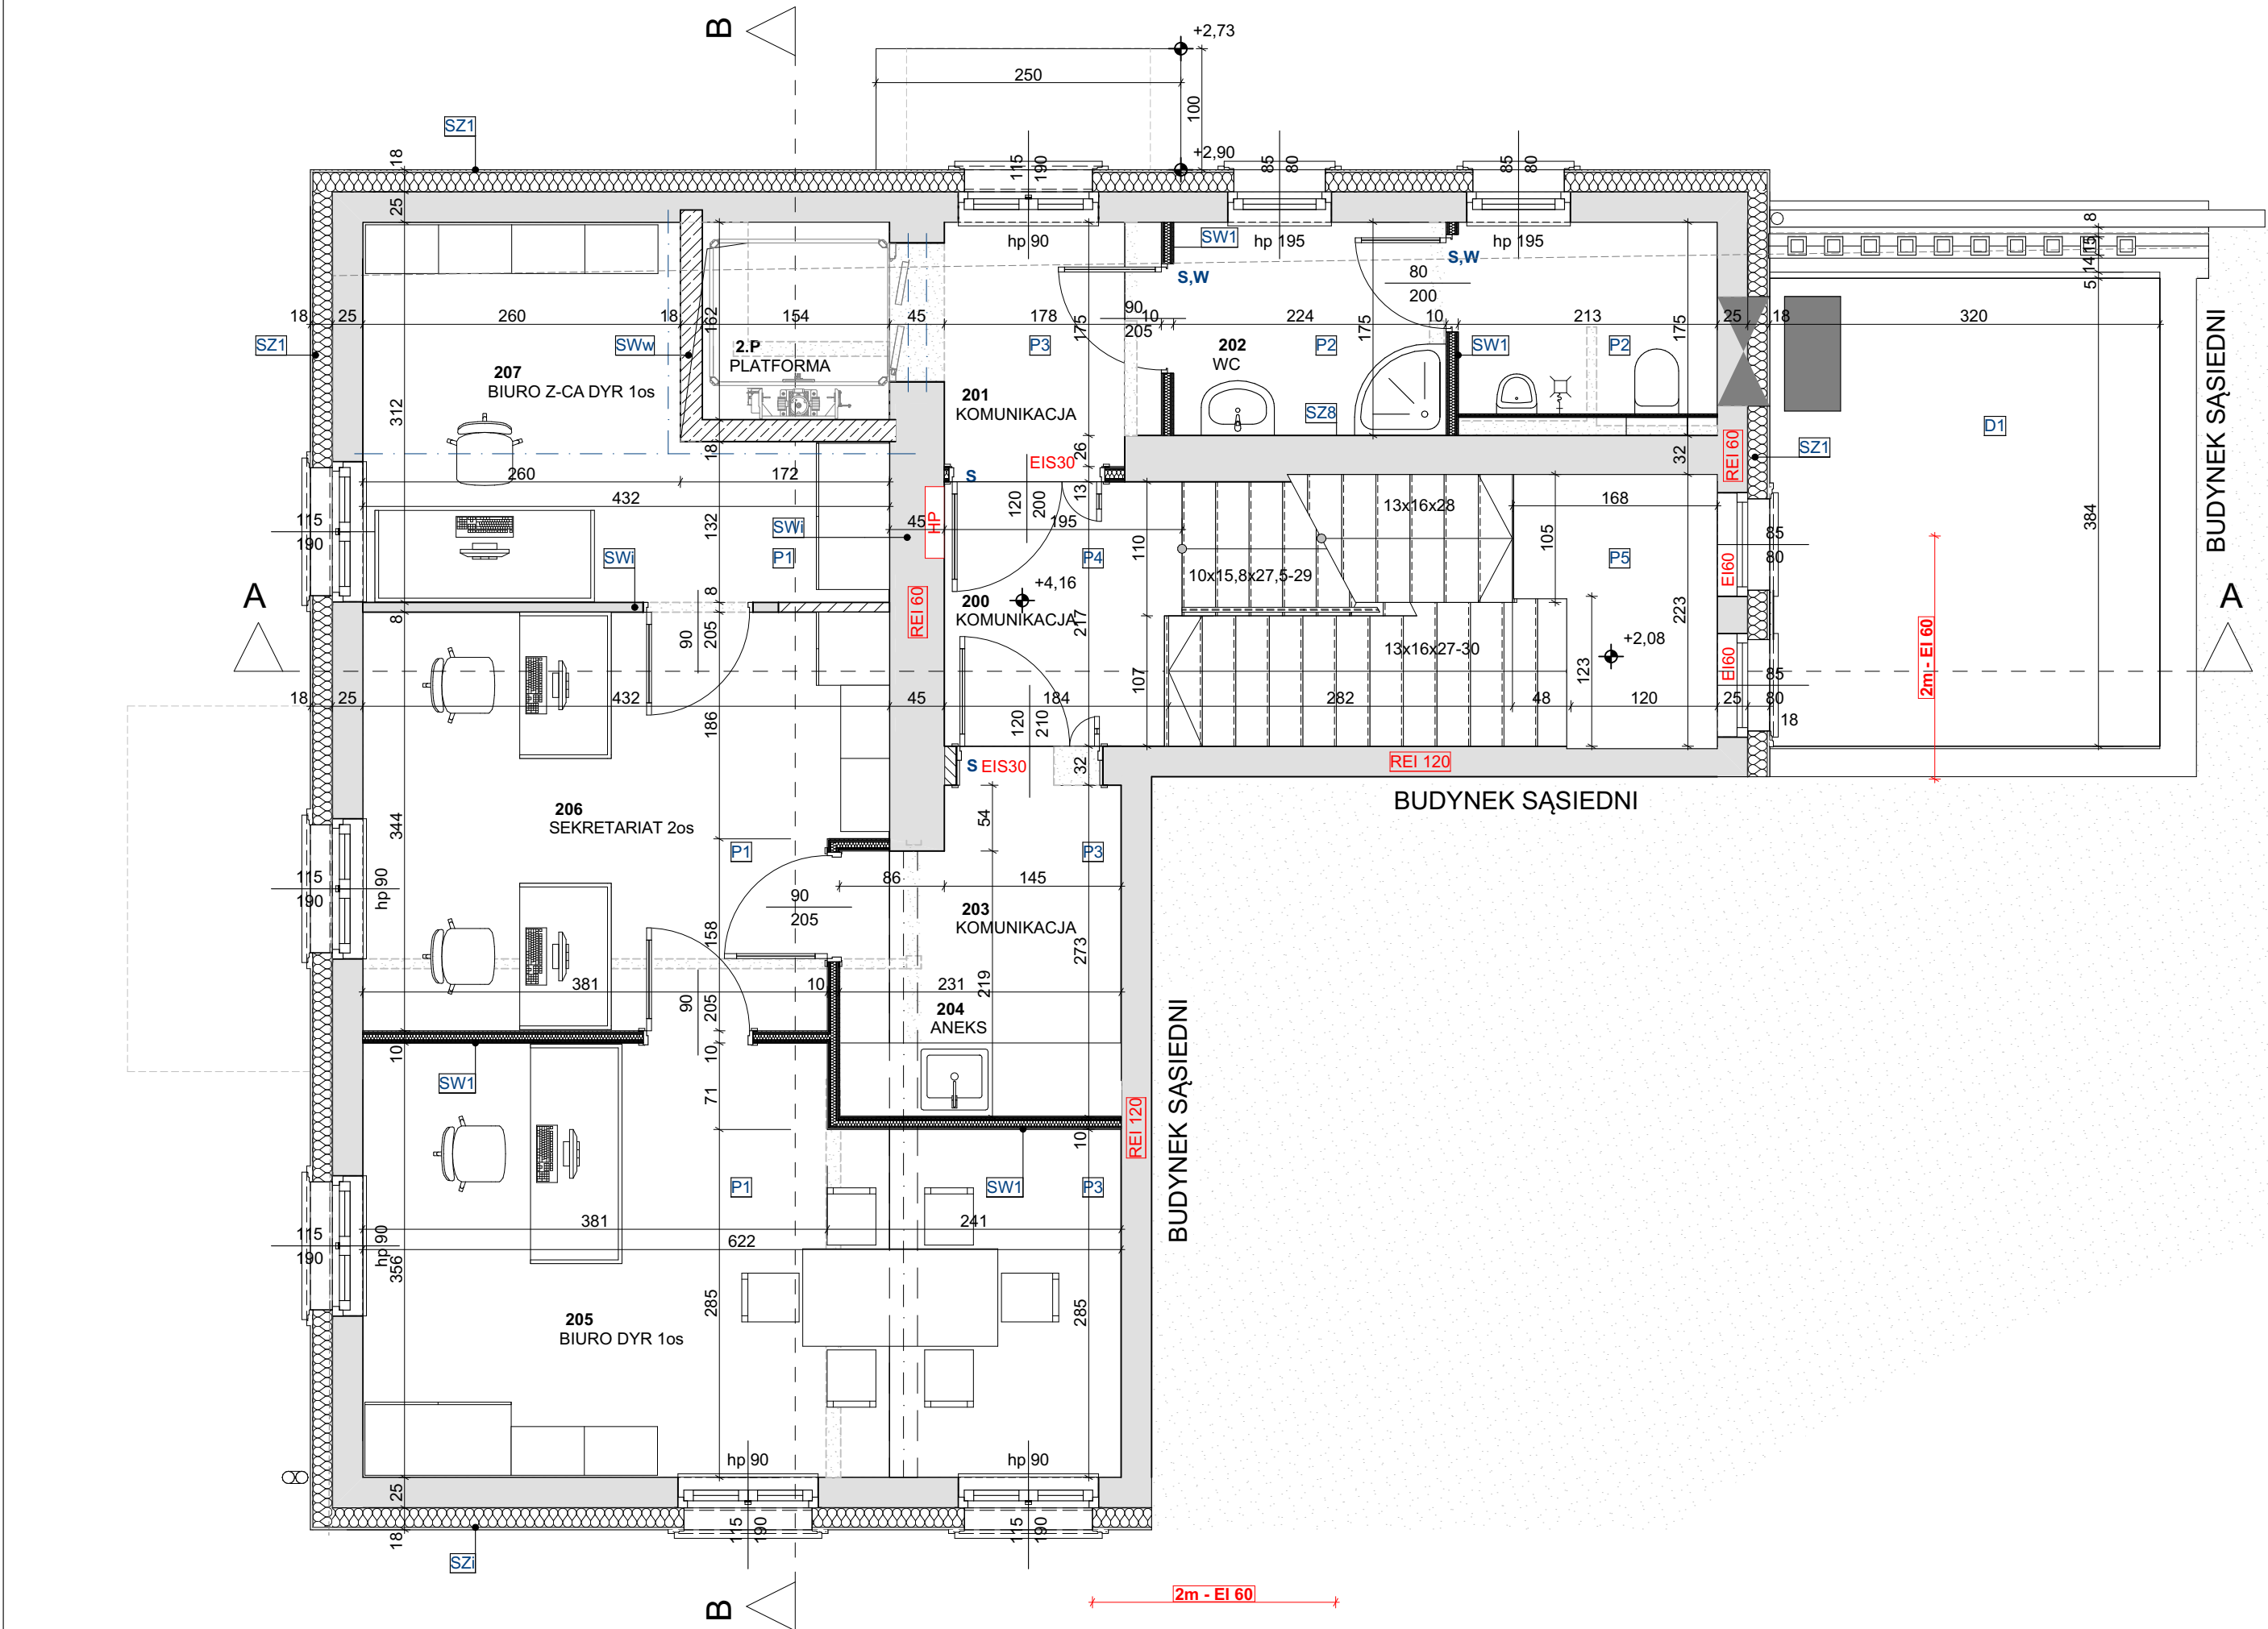 B
+2,73
250
100
SZ1
18
+2,90
115
190
85
80
85
80
25
hp 90
SW1
hp 195
hp 195
8
15
14
5
S,W
S,W
80
200
90
205
18
25
260
18
162
154
45
178
175
10
224
175
10
213
175
25
18
320
SZ1
SWw
2.P
PLATFORMA
P3
202
WC
P2
SW1
P2
207
BIURO Z-CA DYR 1os
201
KOMUNIKACJA
312
SZ8
D1
BUDYNEK SĄSIEDNI
SZ1
REI 60
18
26
32
EIS30
S
260
172
432
13
120
200
13x16x28
168
HP
45
195
132
115
190
SWi
SWi
P1
P4
110
105
P5
85
80
EI60
384
10x15,8x27,5-29
+4,16
200
KOMUNIKACJA
A
A
8
8
REI 60
217
223
90
205
13x16x27-30
+2,08
EI60
2m - EI 60
107
123
85
80
18
25
432
45
184
282
48
120
25
18
186
120
210
S
EIS30
32
REI 120
BUDYNEK SĄSIEDNI
206
SEKRETARIAT 2os
344
54
P1
P3
86
145
115
190
hp 90
90
205
203
KOMUNIKACJA
158
273
381
10
231
219
90
205
204
ANEKS
BUDYNEK SĄSIEDNI
10
10
SW1
71
REI 120
10
P1
SW1
P3
381
241
115
190
hp 90
622
356
285
285
205
BIURO DYR 1os
hp 90
hp 90
25
18
115
190
115
190
SZi
B
2m - EI 60